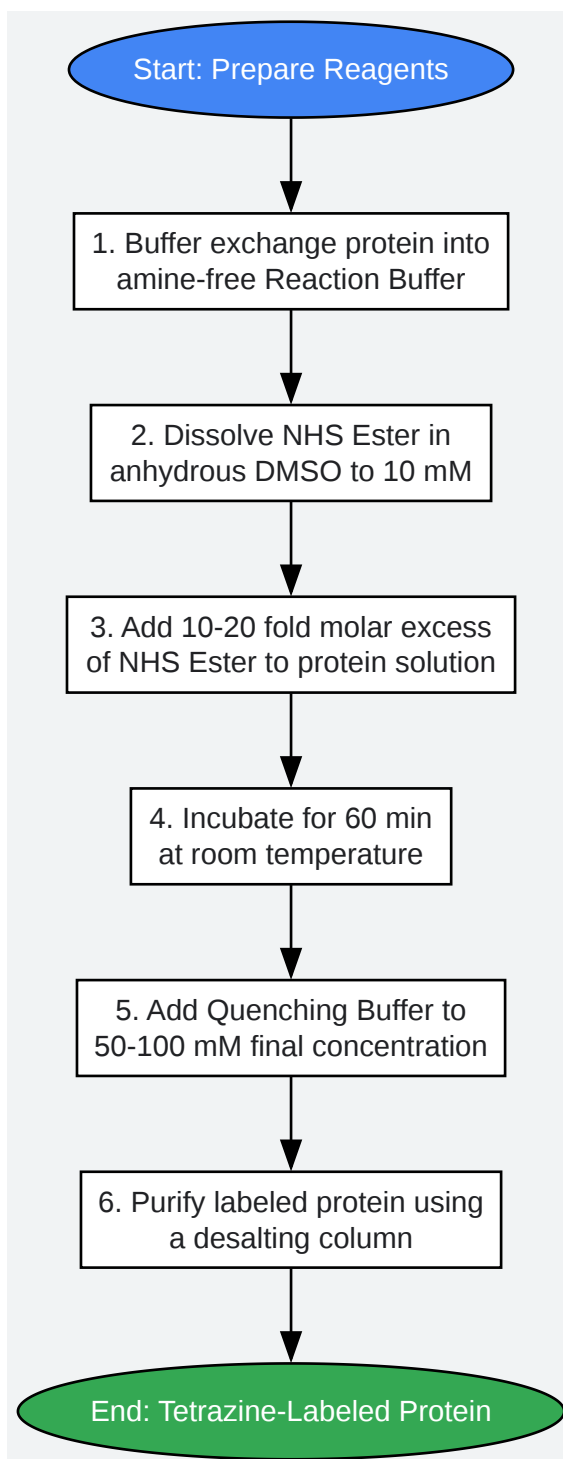 Start: Prepare Reagents
1. Buffer exchange protein into
amine-free Reaction Buffer
2. Dissolve NHS Ester in
anhydrous DMSO to 10 mM
3. Add 10-20 fold molar excess
of NHS Ester to protein solution
4. Incubate for 60 min
at room temperature
5. Add Quenching Buffer to
50-100 mM final concentration
6. Purify labeled protein using
a desalting column
End: Tetrazine-Labeled Protein